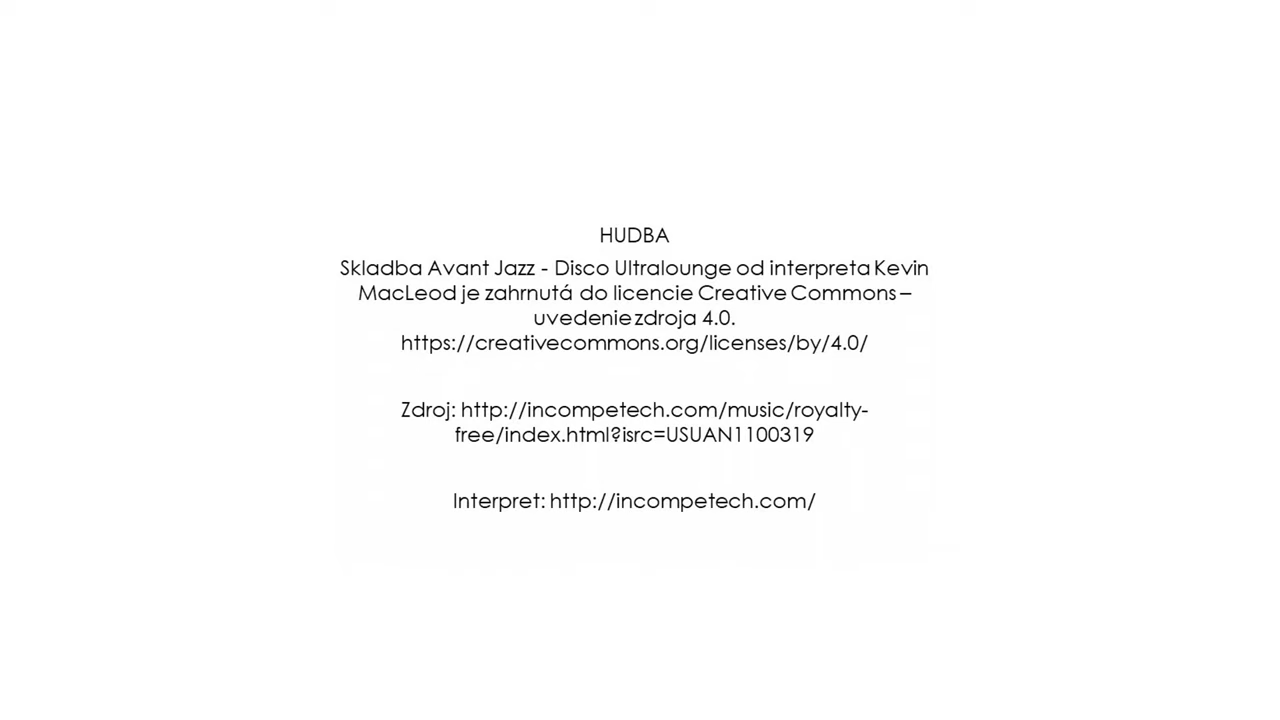 HUDBA
Skladba Avant Jazz - Disco Ultralounge od interpreta Kevin
MacLeod je zahrnutá do licencie Creative Commons –
uvedenie zdroja 4.0.
https://creativecommons.org/licenses/by/4.0/
Zdroj: http://incompetech.com/music/royalty-
free/index.html?isrc=USUAN1100319
Interpret: http://incompetech.com/